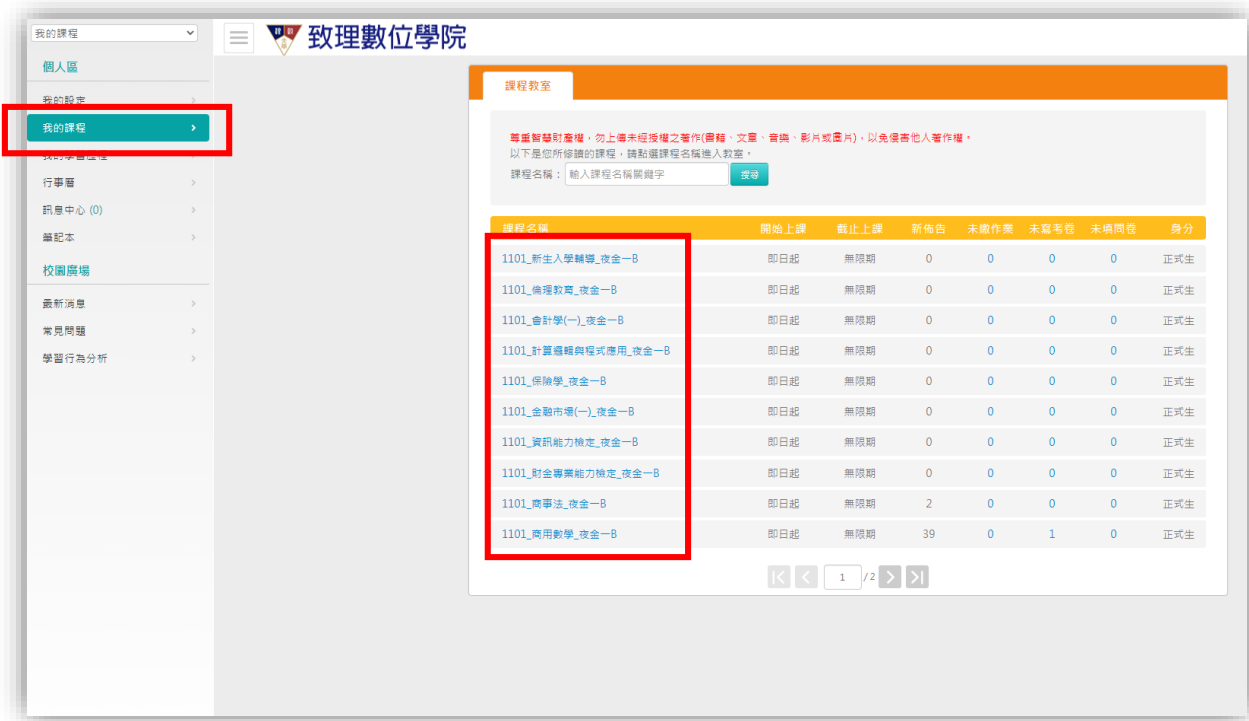 我的課程
致理數位學院
個人區
我的設定
我的課程
我的學習歷程
行事曆
訊息中心 (0)
筆記本
校園廣場
最新消息
常見問題
學習行為分析
課程教室
尊重智慧財產權，勿上傳未經授權之著作(書籍、文章、音樂、影片或圖片)，以免侵害他人著作權。
以下是您所修讀的課程，請點選課程名稱進入教室。
課程名稱： 輸入課程名稱關鍵字 搜尋
課程名稱 開始上課 截止上課 新佈告 未繳作業 未寫考卷 未填問卷 身分
1101_新生入學輔導_夜金一B 即日起 無限期 0 0 0 0 正式生
1101_倫理教育_夜金一B 即日起 無限期 0 0 0 0 正式生
1101_會計學(一)_夜金一B 即日起 無限期 0 0 0 0 正式生
1101_計算邏輯與程式應用_夜金一B 即日起 無限期 0 0 0 0 正式生
1101_保險學_夜金一B 即日起 無限期 0 0 0 0 正式生
1101_金融市場(一)_夜金一B 即日起 無限期 0 0 0 0 正式生
1101_資訊能力檢定_夜金一B 即日起 無限期 0 0 0 0 正式生
1101_財金專業能力檢定_夜金一B 即日起 無限期 0 0 0 0 正式生
1101_商事法_夜金一B 即日起 無限期 2 0 0 0 正式生
1101_商用數學_夜金一B 即日起 無限期 39 0 1 0 正式生
1 / 2